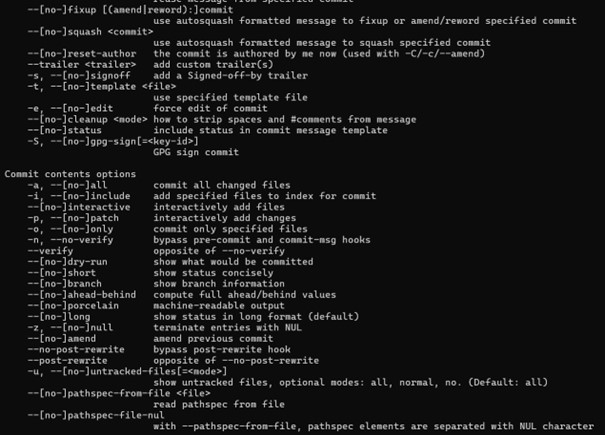 reuse message from specified commit
--[no-]fixup [(amend|reword):]commit
use autosquash formatted message to fixup or amend/reword specified commit
--[no-]squash <commit>
use autosquash formatted message to squash specified commit
--[no-]reset-author the commit is authored by me now (used with -C/-c/--amend)
--trailer <trailer> add custom trailer(s)
-s, --[no-]signoff add a Signed-off-by trailer
-t, --[no-]template <file>
use specified template file
-e, --[no-]edit force edit of commit
--[no-]cleanup <mode> how to strip spaces and #comments from message
--[no-]status include status in commit message template
-S, --[no-]gpg-sign[=<key-id>]
GPG sign commit
Commit contents options
-a, --[no-]all commit all changed files
-i, --[no-]include add specified files to index for commit
--[no-]interactive interactively add files
-p, --[no-]patch interactively add changes
-o, --[no-]only commit only specified files
-n, --no-verify bypass pre-commit and commit-msg hooks
--verify opposite of --no-verify
--[no-]dry-run show what would be committed
--[no-]short show status concisely
--[no-]branch show branch information
--[no-]ahead-behind compute full ahead/behind values
--[no-]porcelain machine-readable output
--[no-]long show status in long format (default)
-z, --[no-]null terminate entries with NUL
--[no-]amend amend previous commit
--no-post-rewrite bypass post-rewrite hook
--post-rewrite opposite of --no-post-rewrite
-u, --[no-]untracked-files[=<mode>]
show untracked files, optional modes: all, normal, no. (Default: all)
--[no-]pathspec-from-file <file>
read pathspec from file
--[no-]pathspec-file-nul
with --pathspec-from-file, pathspec elements are separated with NUL character